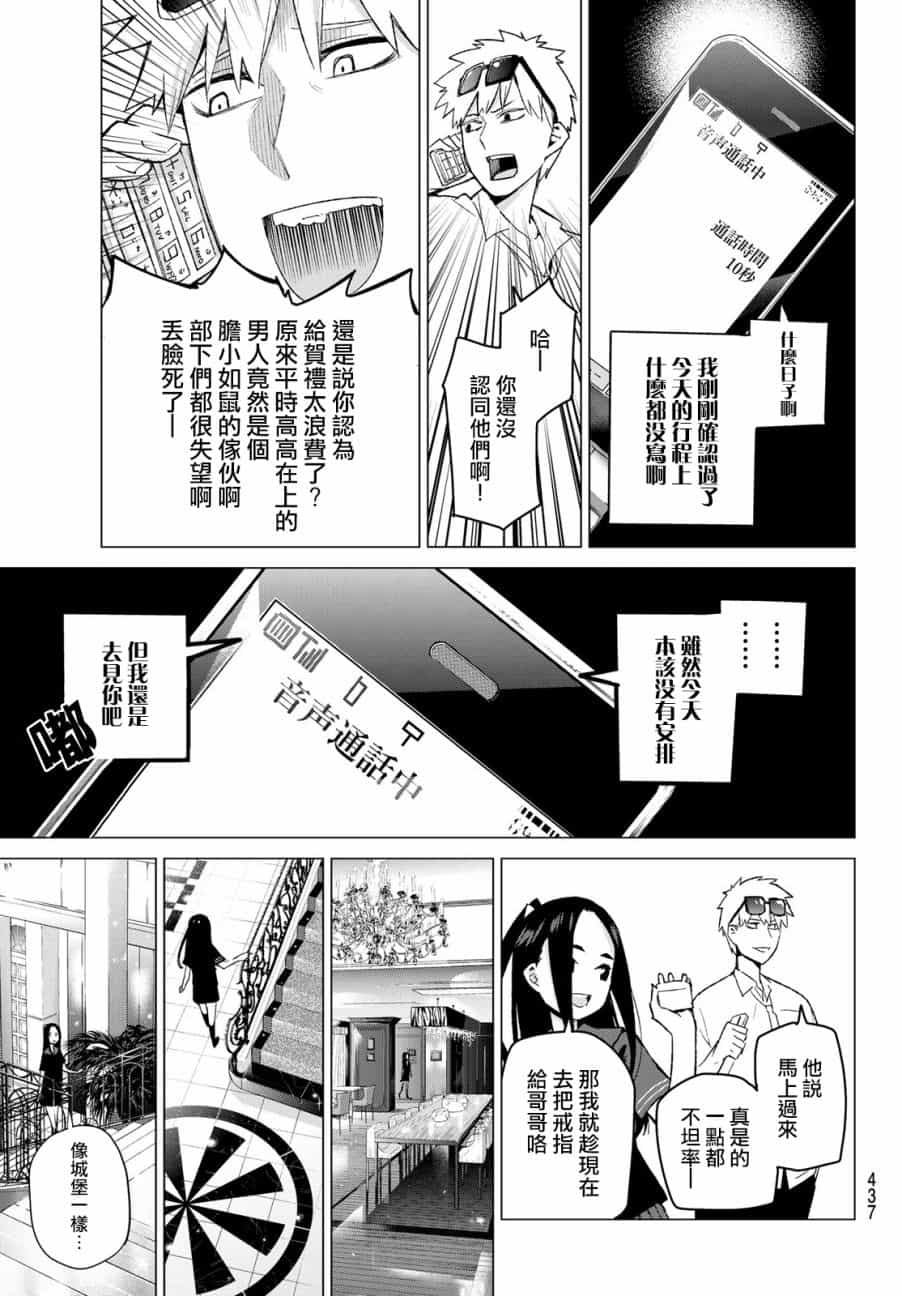 音声通話中
通話時間
10秒
什麼日子啊
我剛剛確認過了
今天的行程上
什麼都没寫啊
哈—
你還沒
認同他們啊！
還是說你認為
給賀禮太浪費了？
原來平時高高在上的
男人竟然是個
膽小如鼠的傢伙啊
部下們都很失望啊
丟臉死了—
……
雖然今天
本該没有安排
音声通話中
但我還是
去見你吧
嘟
他說
馬上過來
真是的
一點都
不坦率—
那我就趁現在
去把戒指
給哥哥咯
像城堡一樣…
437